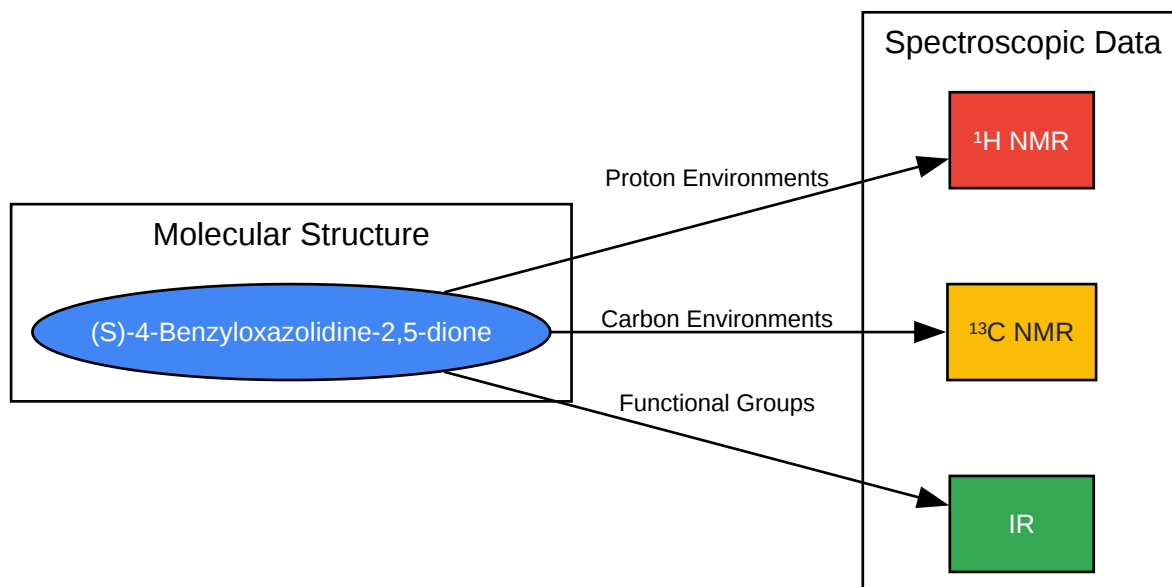 Spectroscopic Data
¹H NMR
Proton Environments
Molecular Structure
(S)-4-Benzyloxazolidine-2,5-dione
Carbon Environments
¹³C NMR
Functional Groups
IR